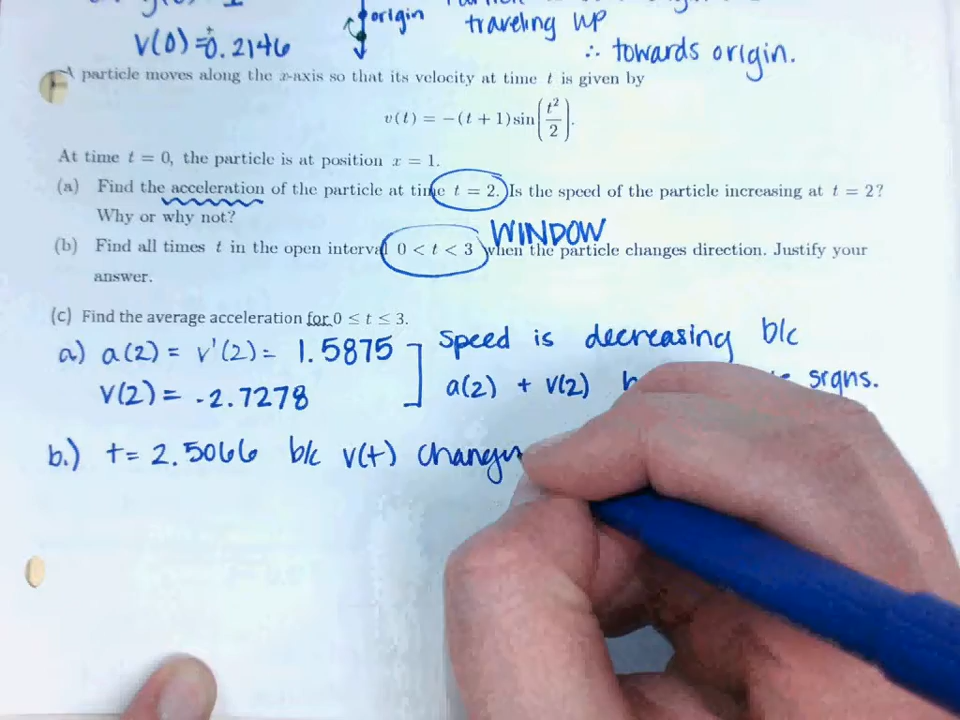 origin
traveling UP
v(0) = 0.2146
∴ towards origin.
A particle moves along the x-axis so that its velocity at time t is given by
v(t) = −(t + 1)sin(t²/2).
At time t = 0, the particle is at position x = 1.
(a) Find the acceleration of the particle at time t = 2. Is the speed of the particle increasing at t = 2?
Why or why not?
WINDOW
(b) Find all times t in the open interval 0 < t < 3 when the particle changes direction. Justify your
answer.
(c) Find the average acceleration for 0 ≤ t ≤ 3.
a) a(2) = v'(2) = 1.5875
speed is decreasing b/c
v(2) = -2.7278
a(2) + v(2) signs.
b.) t = 2.5066 b/c v(t) changin